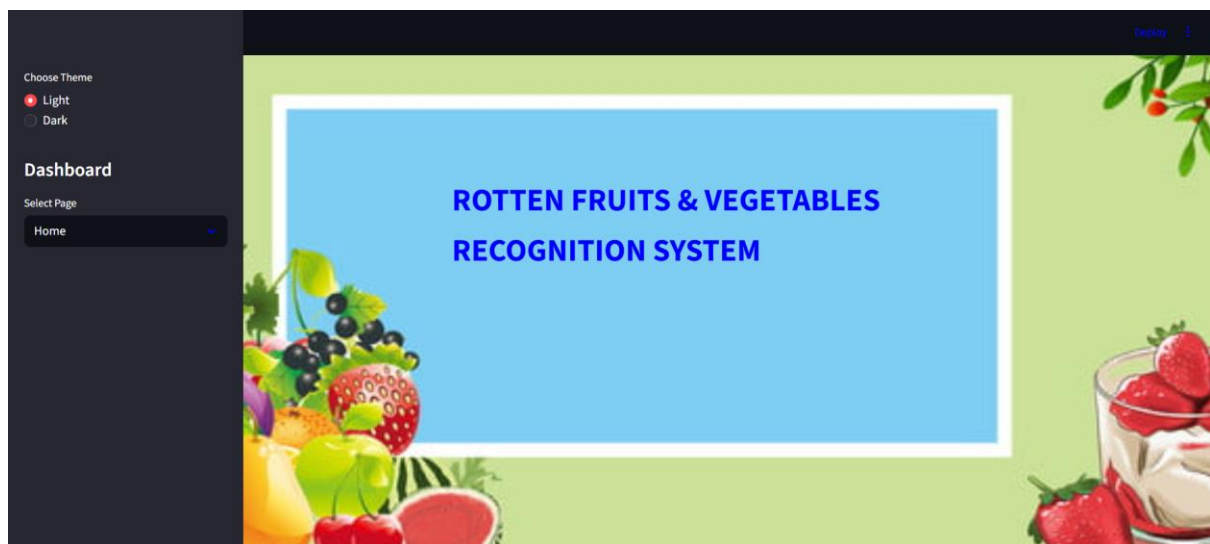 Deploy
Choose Theme
Light
Dark
Dashboard
Select Page
Home
ROTTEN FRUITS & VEGETABLES
RECOGNITION SYSTEM